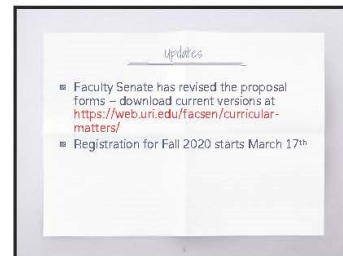 updates
Faculty Senate has revised the proposal
forms – download current versions at
https://web.uri.edu/facsen/curricular-
matters/
Registration for Fall 2020 starts March 17th